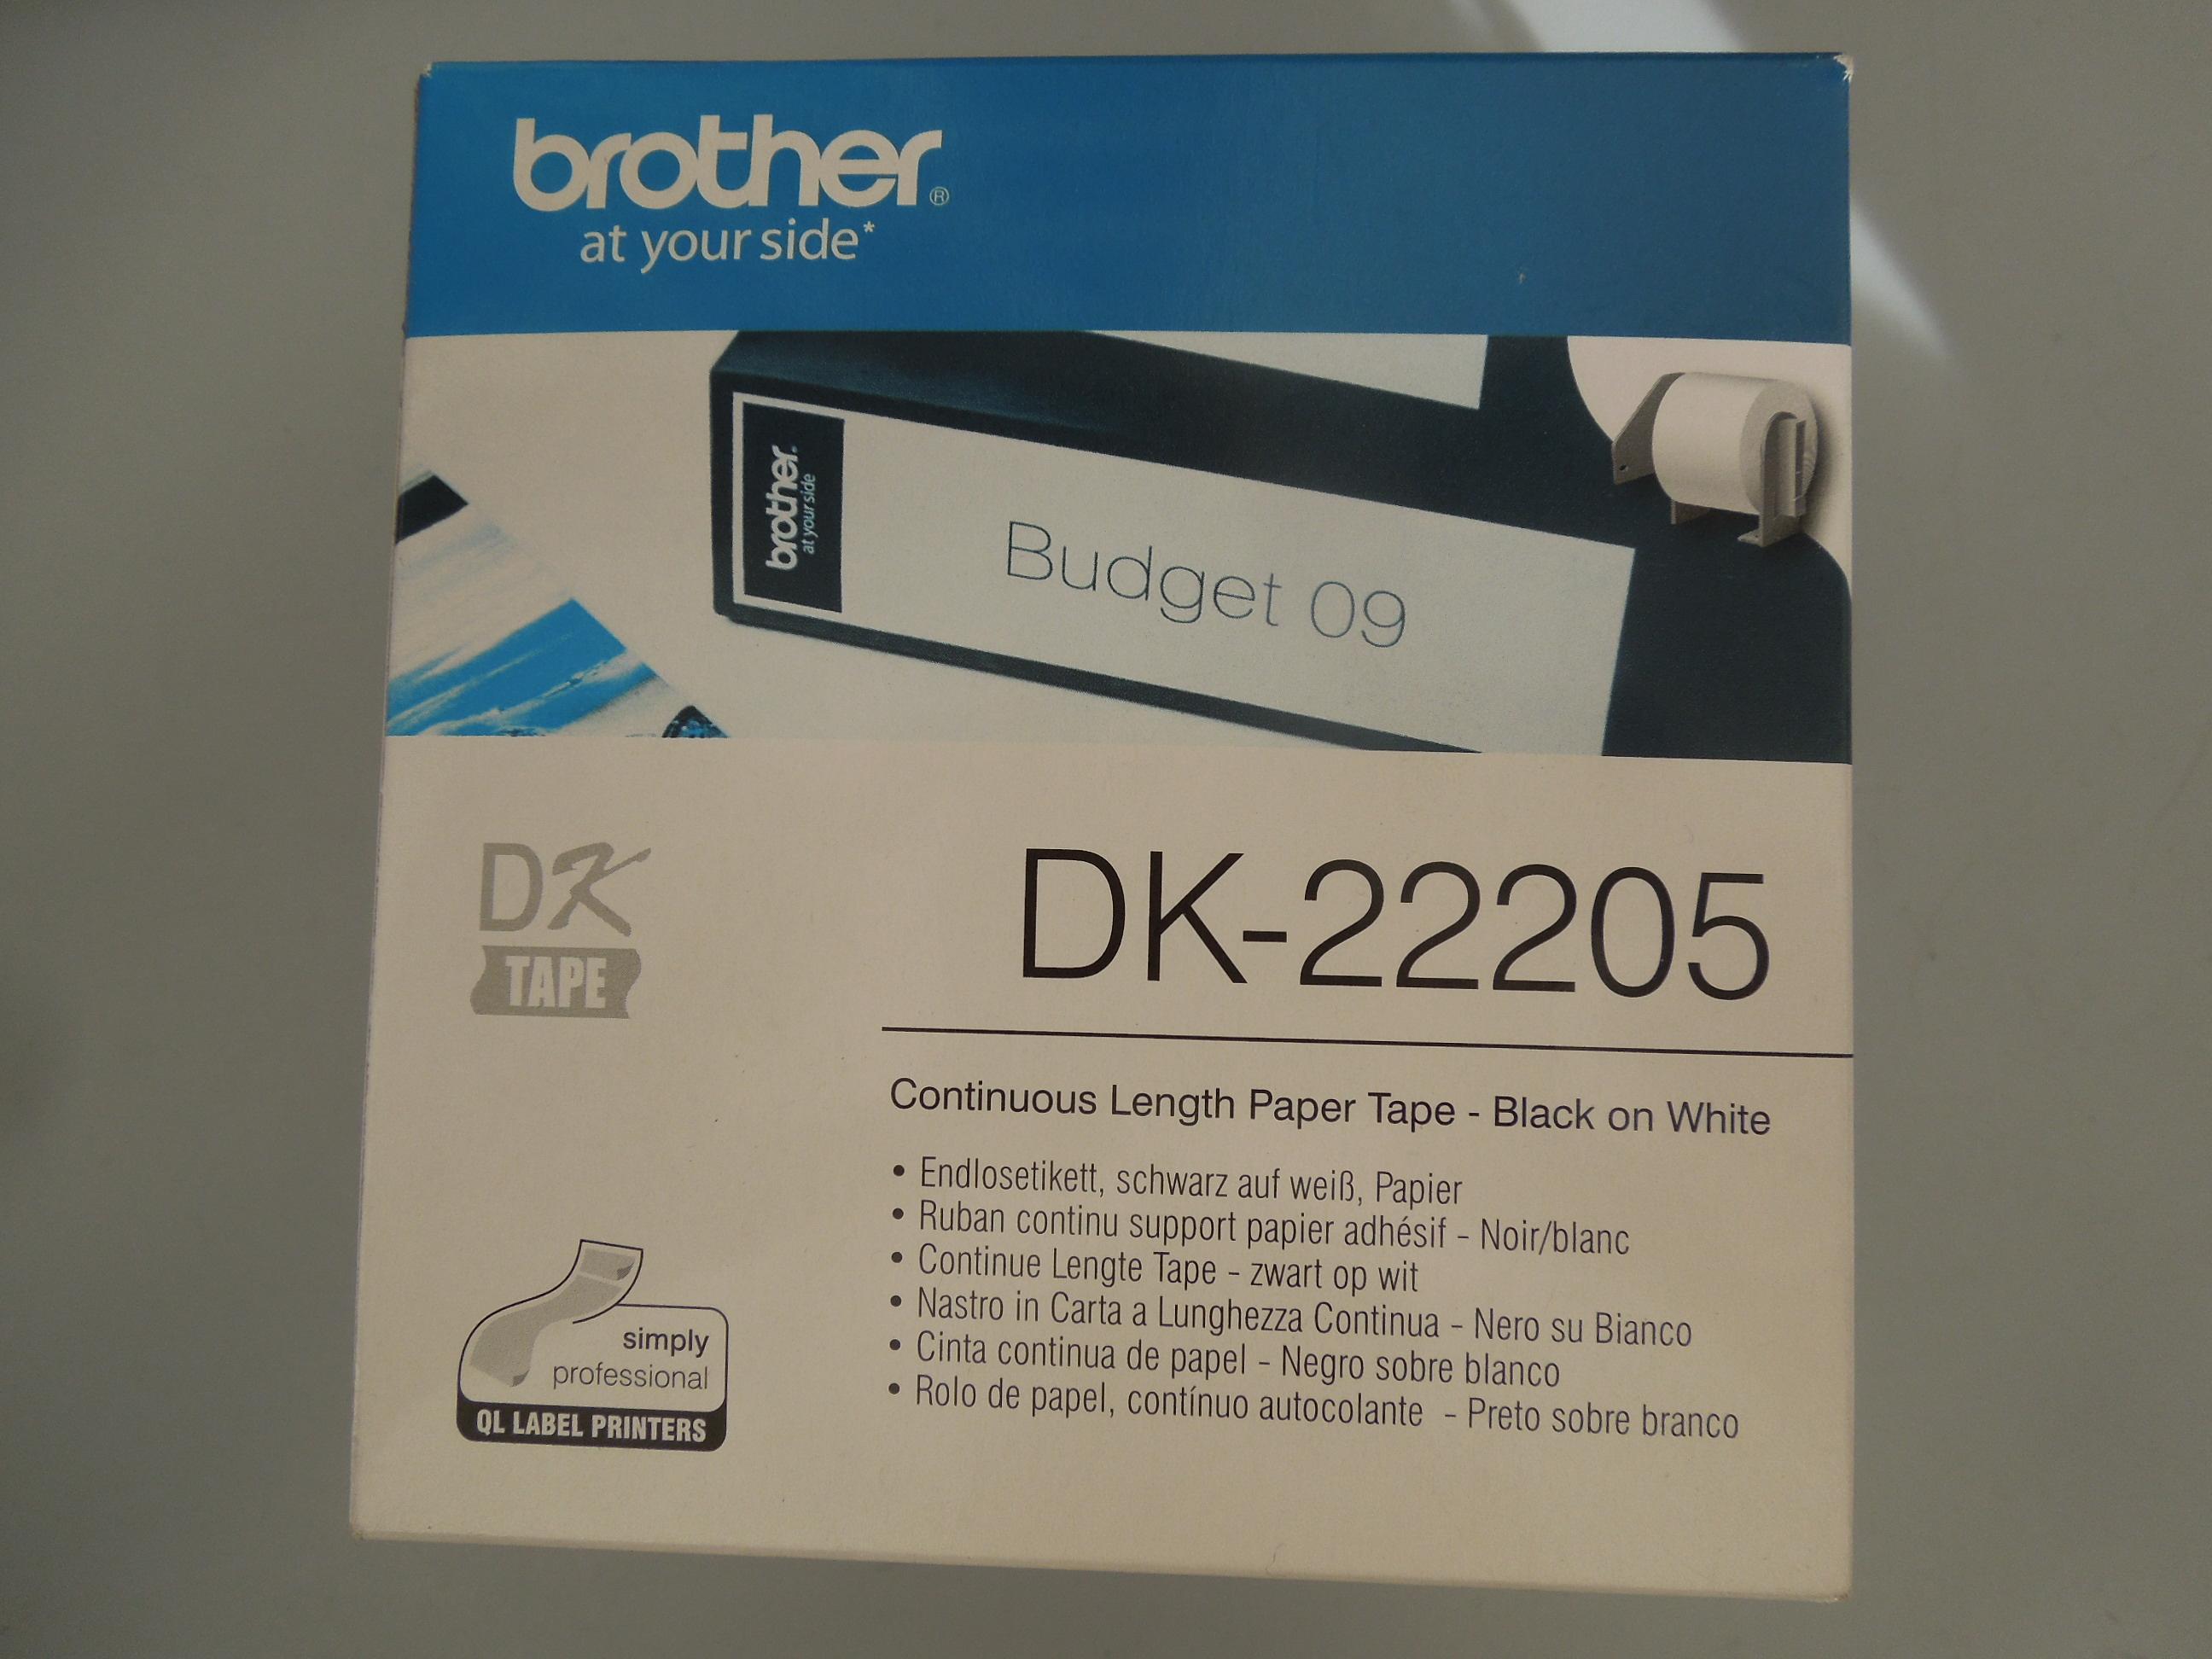 brother®
at your side*
brother.
at your side
Budget 09
DK
TAPE
DK-22205
Continuous Length Paper Tape - Black on White
• Endlosetikett, schwarz auf weiß, Papier
• Ruban continu support papier adhésif - Noir/blanc
• Continue Lengte Tape - zwart op wit
• Nastro in Carta a Lunghezza Continua - Nero su Bianco
• Cinta continua de papel - Negro sobre blanco
• Rolo de papel, contínuo autocolante - Preto sobre branco
simply
professional
QL LABEL PRINTERS